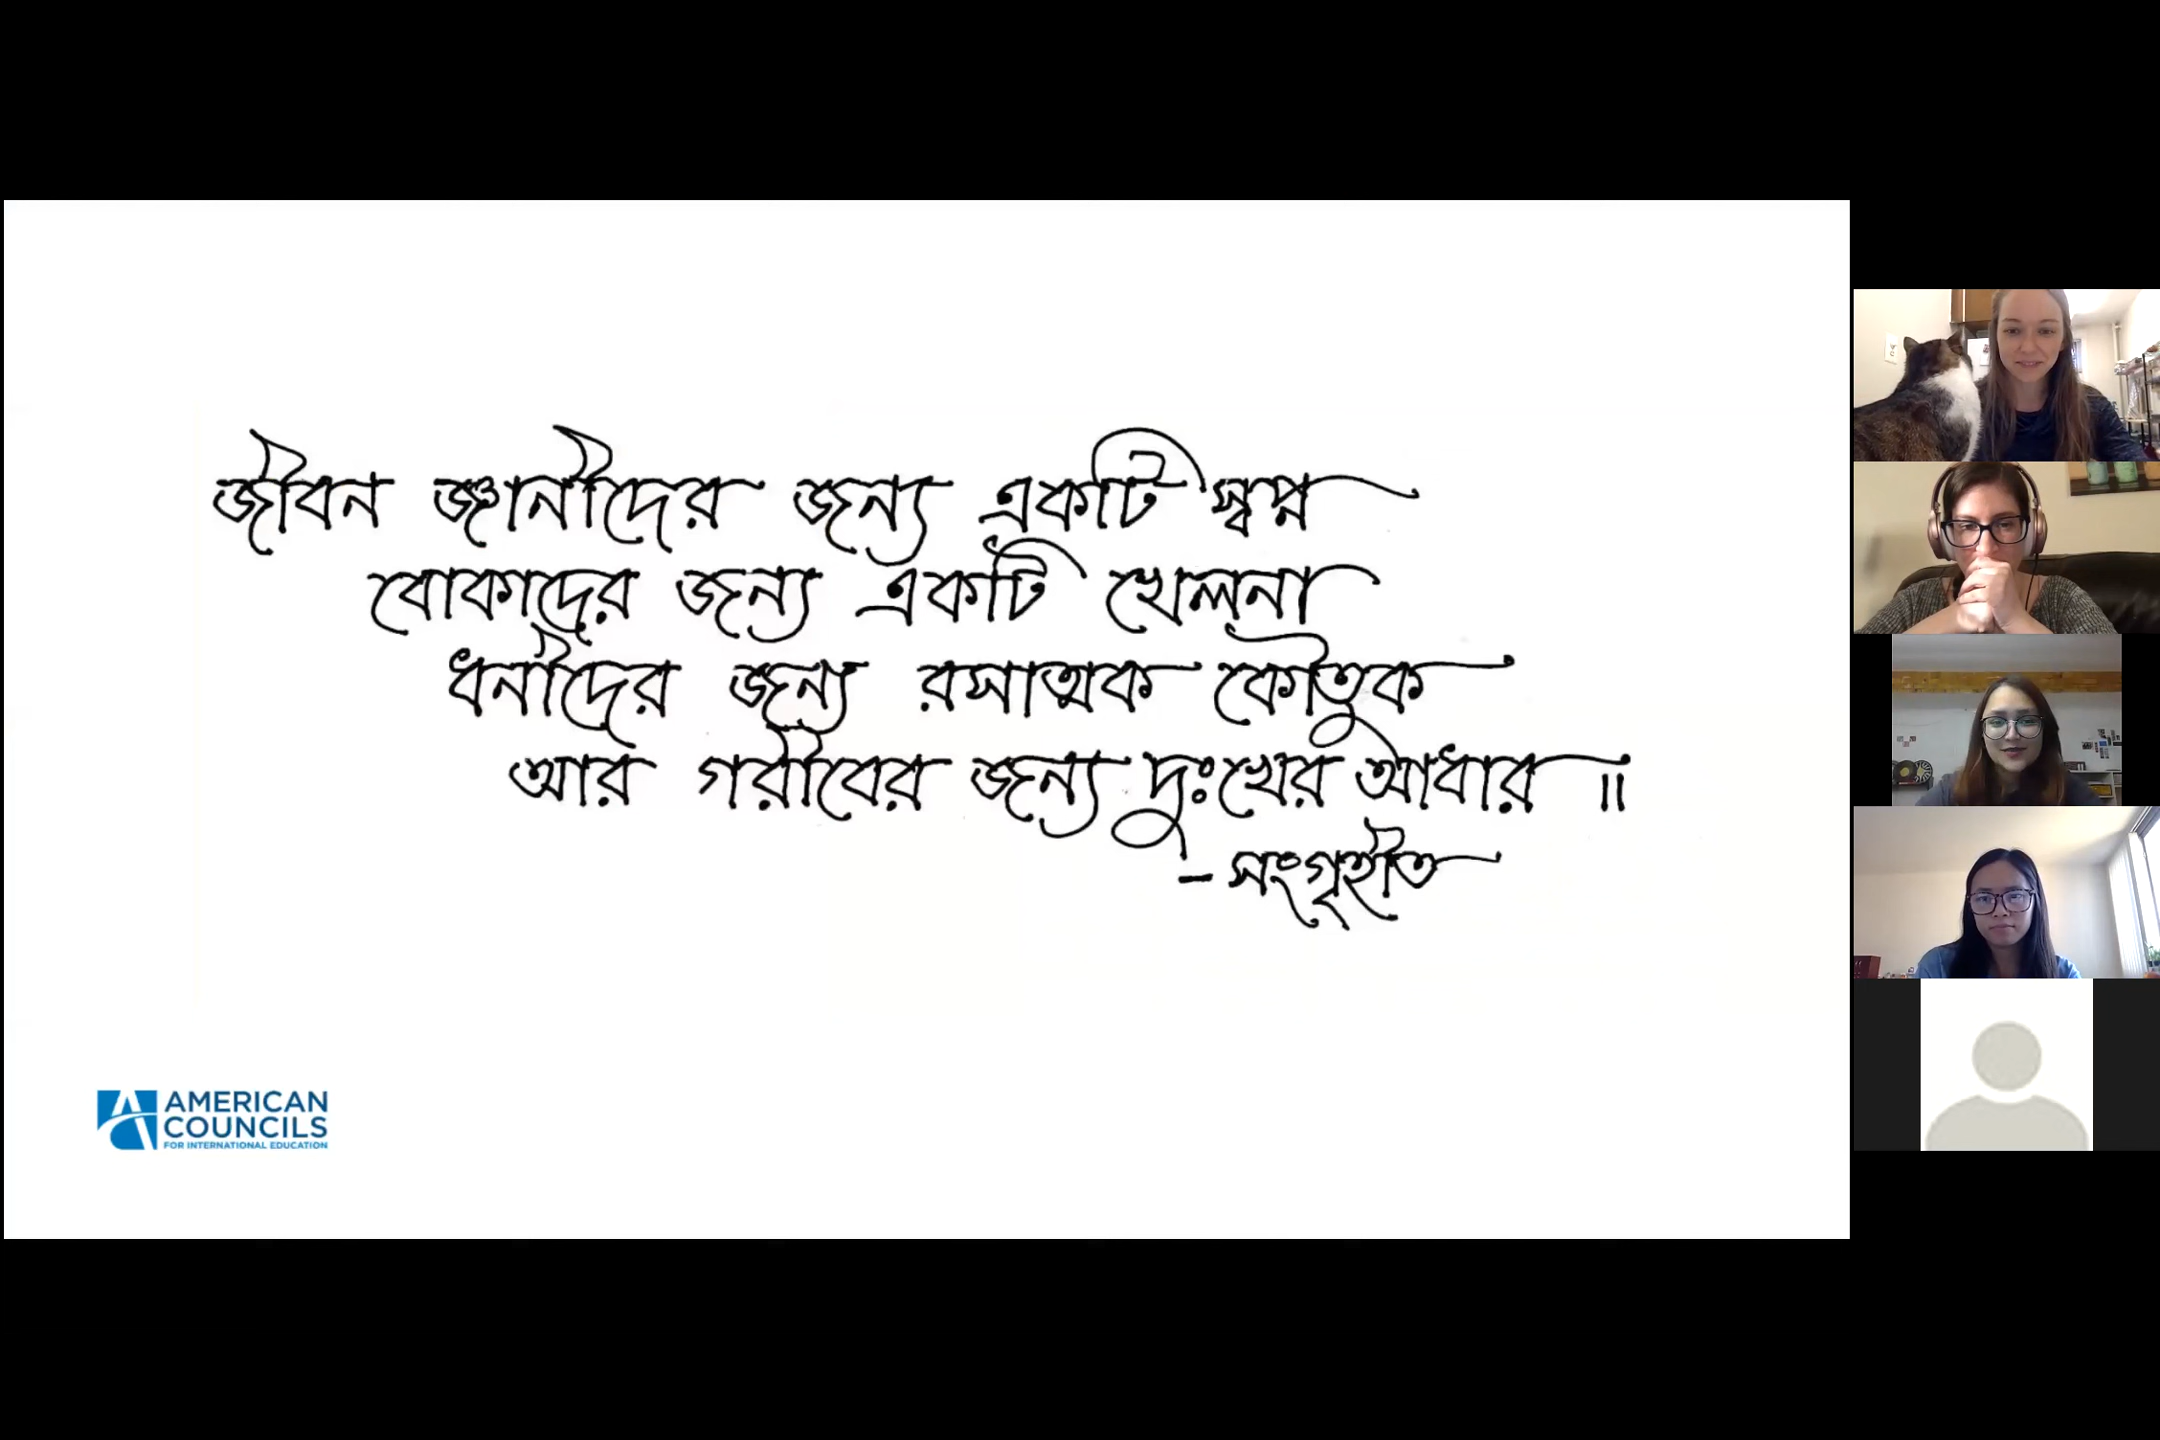 জীবন জ্ঞানীদের জন্য একটি স্বপ্ন
বোকাদের জন্য একটি খেলনা
ধনীদের জন্য রসাত্মক কৌতুক
আর গরীবের জন্য দুঃখের আধার ॥
- সংগৃহীত
AMERICAN
COUNCILS
FOR INTERNATIONAL EDUCATION